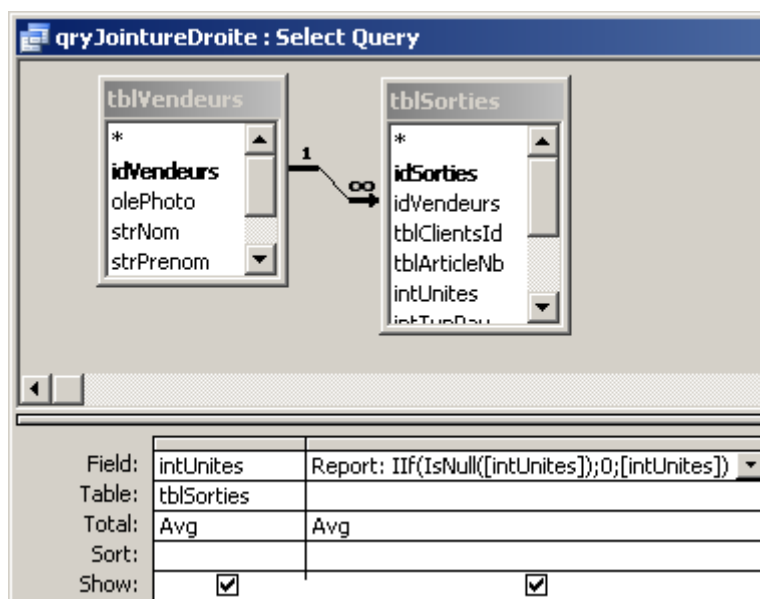 qryJointureDroite : Select Query
tblVendeurs
*
idVendeurs
olePhoto
strNom
strPrenom
1
∞
tblSorties
*
idSorties
idVendeurs
tblClientsId
tblArticleNb
intUnites
Field: intUnites Report: IIf(IsNull([intUnites]);0;[intUnites])
Table: tblSorties
Total: Avg Avg
Sort:
Show: